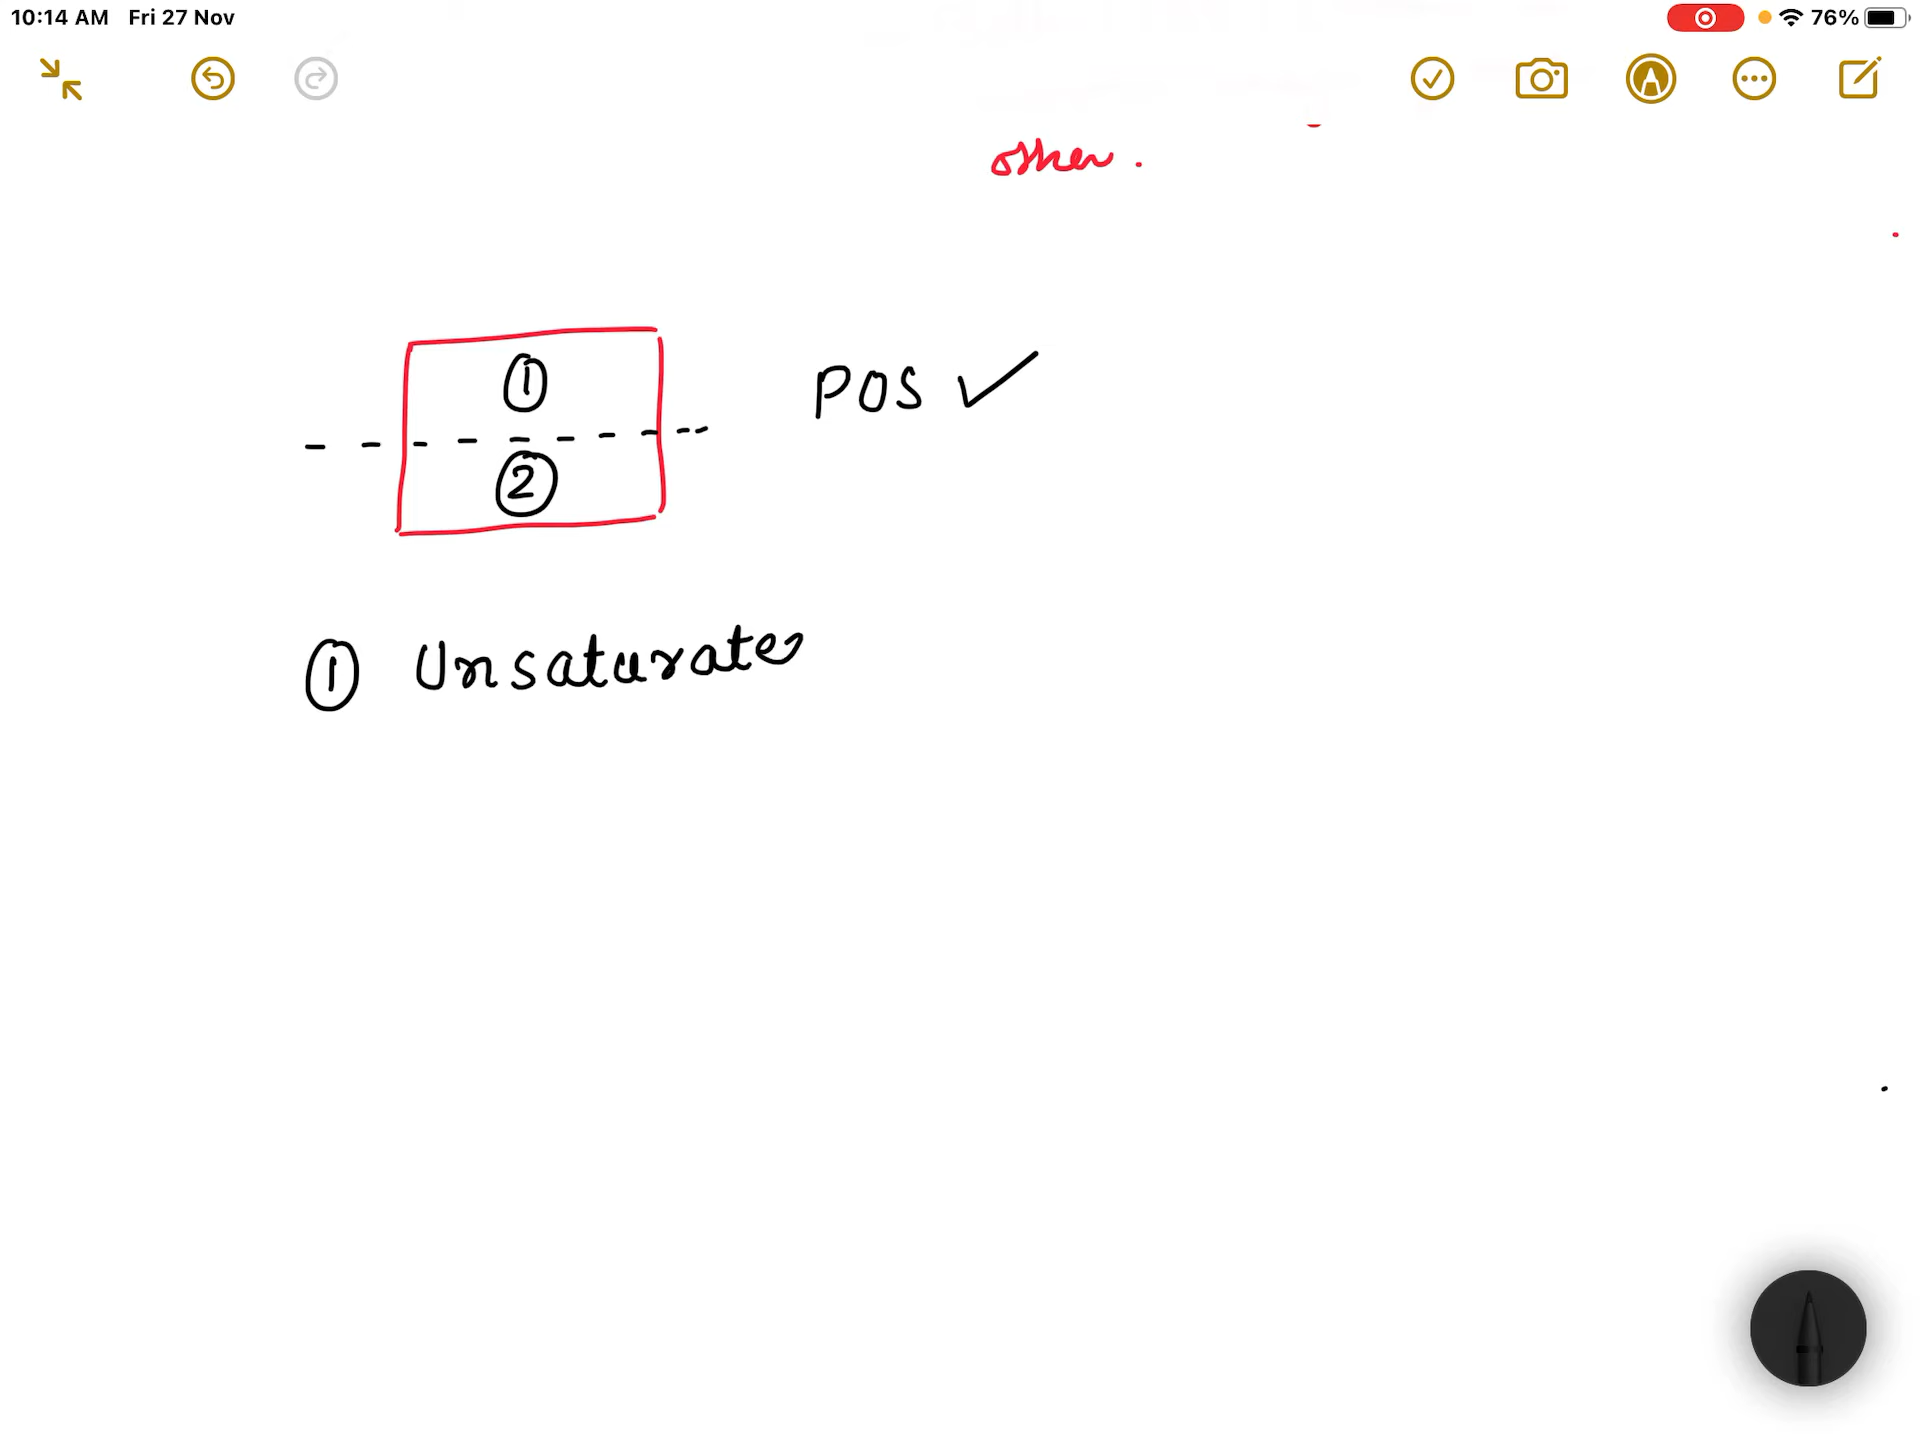 10:14 AM Fri 27 Nov 76%
other .
①
POS ✓
②
① Unsaturate